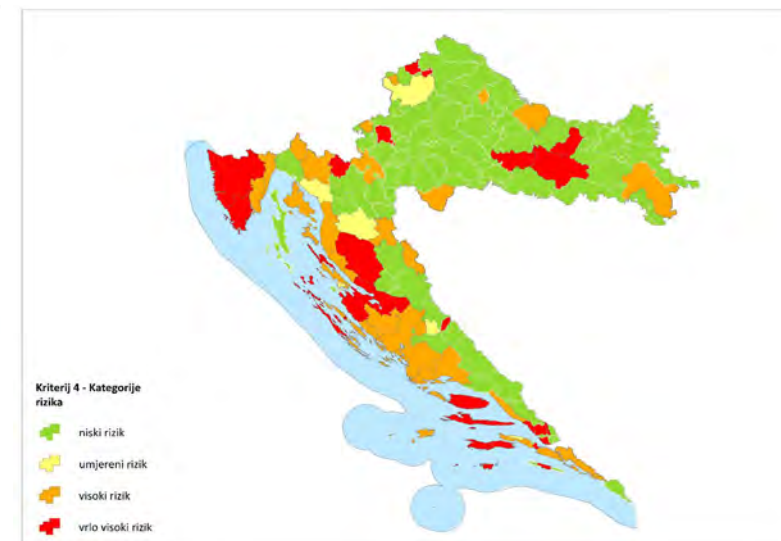 Kriterij 4 - Kategorije
rizika
niski rizik
umjereni rizik
visoki rizik
vrlo visoki rizik